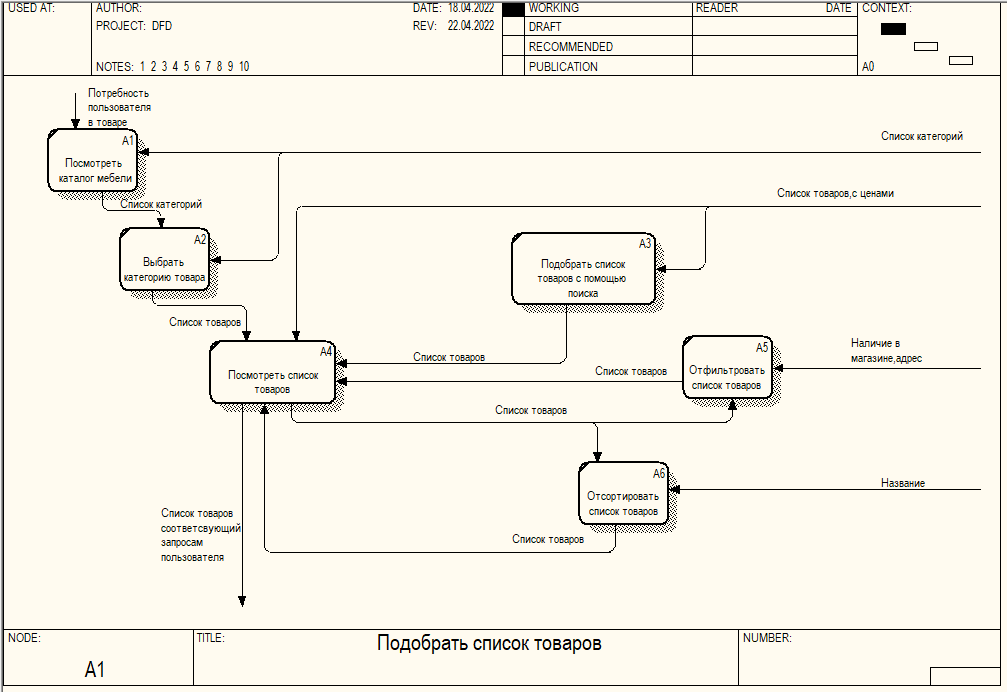 USED AT:
AUTHOR:
DATE: 18.04.2022
WORKING
READER
DATE
CONTEXT:
PROJECT: DFD
REV: 22.04.2022
DRAFT
RECOMMENDED
NOTES: 1 2 3 4 5 6 7 8 9 10
PUBLICATION
A0
Потребность
пользователя
в товаре
A1
Посмотреть
каталог мебели
Список категорий
Список категорий
Список товаров,с ценами
A2
Выбрать
категорию товара
A3
Подобрать список
товаров с помощью
поиска
Список товаров
A4
Посмотреть список
товаров
Список товаров
Список товаров
A5
Отфильтровать
список товаров
Наличие в
магазине,адрес
Список товаров
A6
Отсортировать
список товаров
Название
Список товаров
соответсвующий
запросам
пользователя
Список товаров
NODE:
A1
TITLE:
Подобрать список товаров
NUMBER: